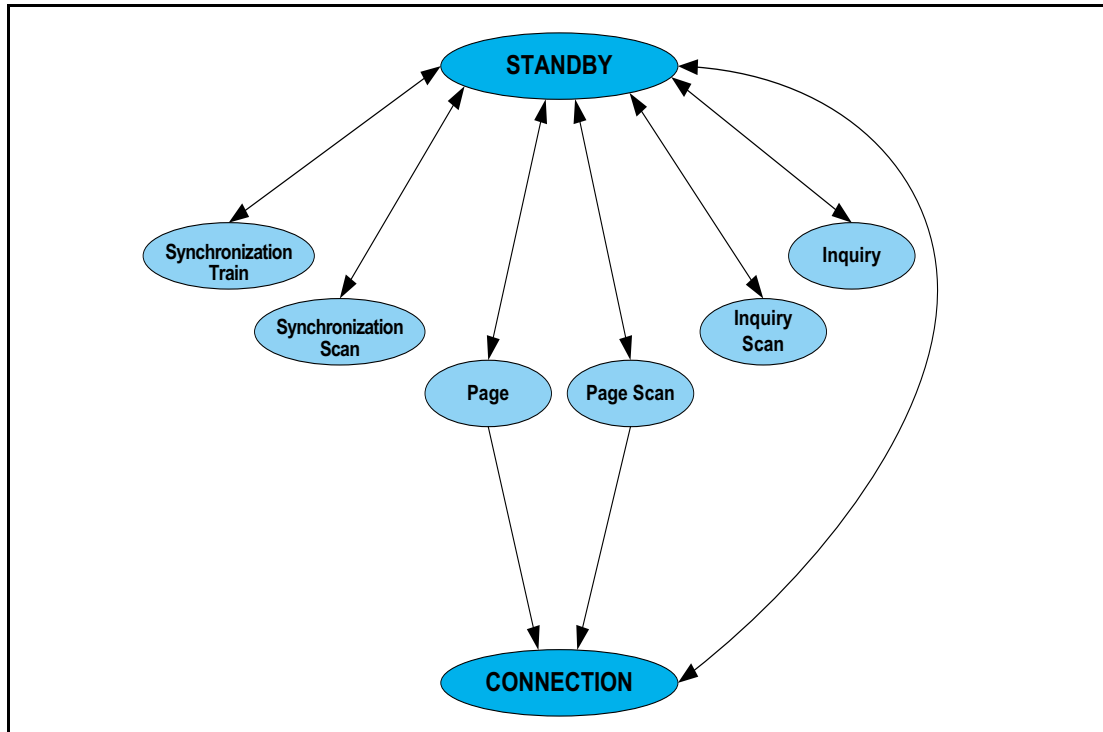 STANDBY
Synchronization
Train
Inquiry
Synchronization
Scan
Inquiry
Scan
Page
Page Scan
CONNECTION